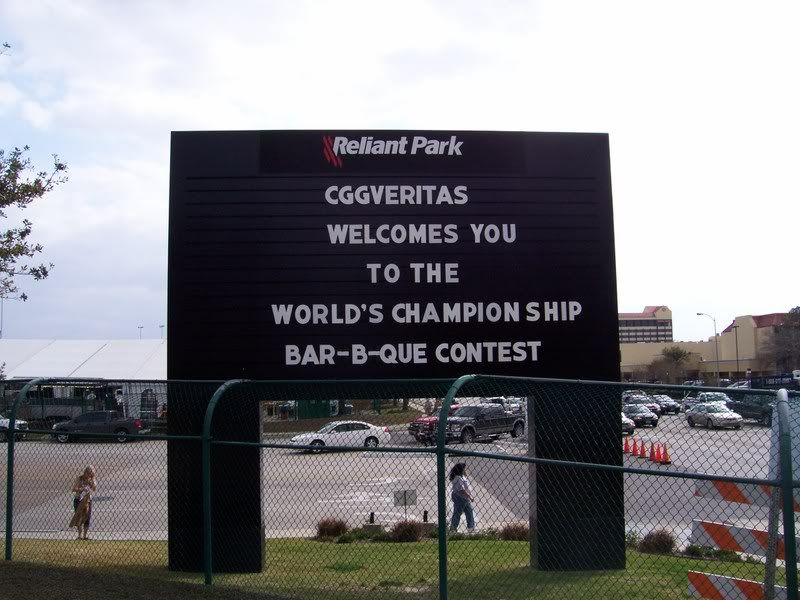 Reliant Park
CGGVERITAS
WELCOMES YOU
TO THE
WORLD'S CHAMPIONSHIP
BAR-B-QUE CONTEST